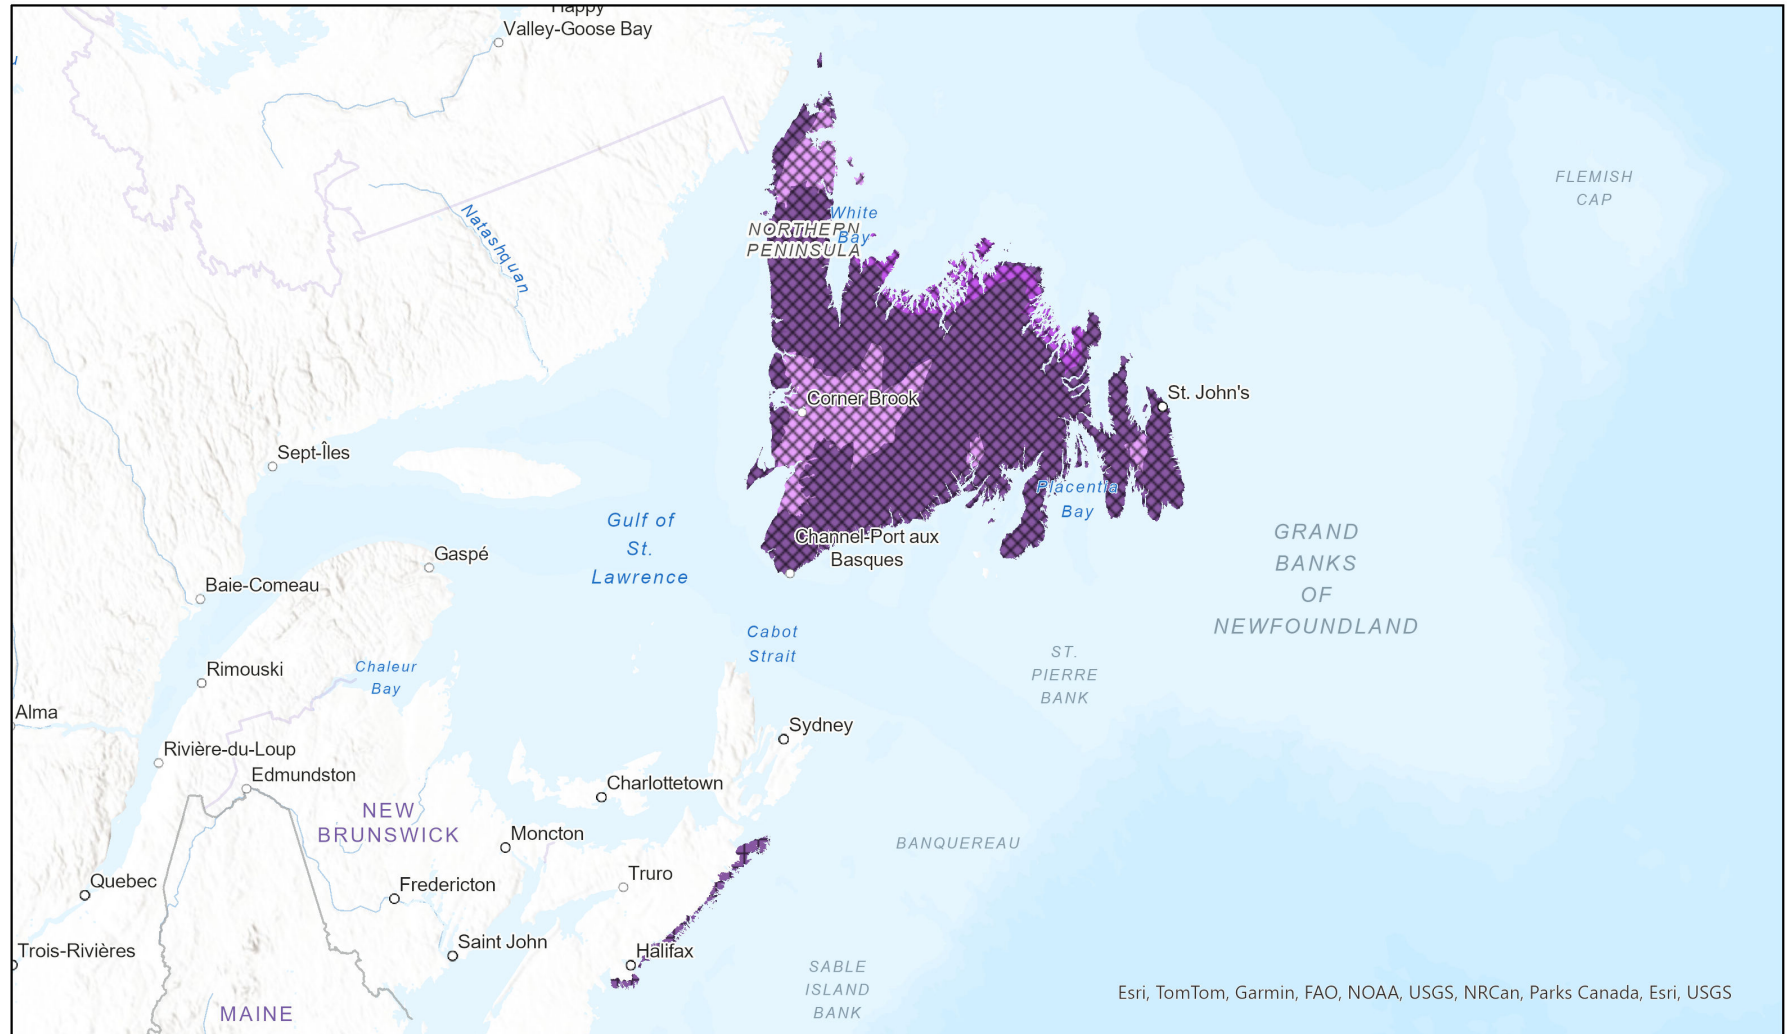 Happy
Valley-Goose Bay
u
FLEMISH
CAP
Natashquan
White
Bay
NORTHERN
PENINSULA
Corner Brook
St. John's
Sept-Îles
Placentia
Bay
Gulf of
St.
Lawrence
Channel-Port aux
Basques
GRAND
BANKS
OF
NEWFOUNDLAND
Gaspé
Baie-Comeau
Cabot
Strait
ST.
PIERRE
BANK
Chaleur
Bay
Rimouski
Alma
Sydney
Rivière-du-Loup
Edmundston
Charlottetown
NEW
BRUNSWICK
Moncton
BANQUEREAU
Truro
Quebec
Fredericton
Saint John
Halifax
Trois-Rivières
SABLE
ISLAND
BANK
MAINE
Esri, TomTom, Garmin, FAO, NOAA, USGS, NRCan, Parks Canada, Esri, USGS